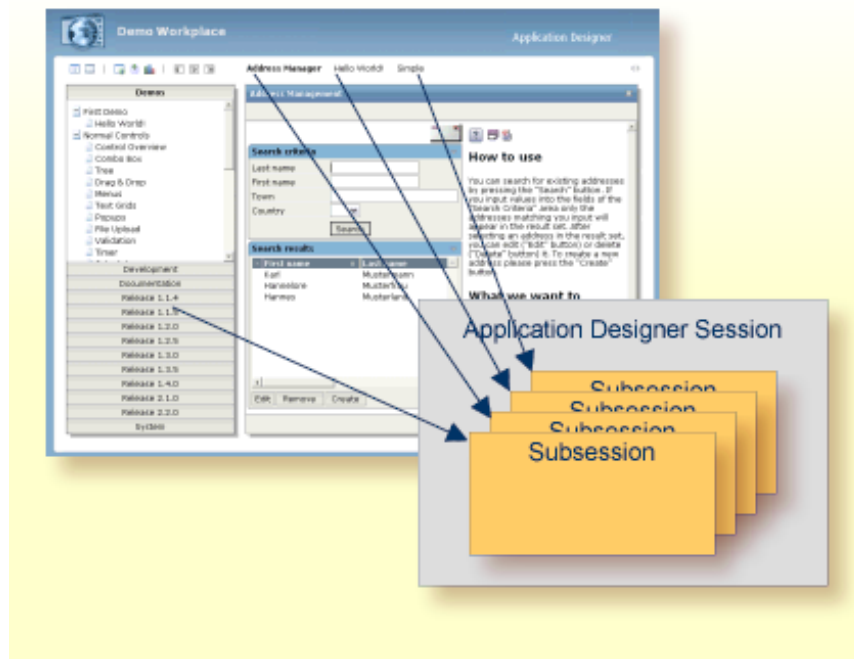 Demo Workplace
Application Designer
Address Manager Hello World! Simple
Demos
First Demo
Hello World!
Normal Controls
Control Overview
Combo Box
Tree
Drag & Drop
Menus
Text Grids
Popups
File Upload
Validation
Timer
Development
Documentation
Release 1.1.4
Release 1.1.5
Release 1.2.0
Release 1.2.5
Release 1.3.0
Release 1.3.5
Release 1.4.0
Release 2.1.0
Release 2.2.0
System
Address Management
Search criteria
Last name
First name
Town
Country
Search
Search results
First name Last name
Karl Mustermann
Hannelore Musterfrau
Hannes Musterland
Edit Remove Create
How to use
You can search for existing addresses
by pressing the "Search" button. If
you input values into the fields of the
"Search Criteria" area only the
addresses matching you input will
appear in the result set. After
selecting an address in the result set,
you can edit ("Edit" button) or delete
("Delete" button) it. To create a new
address please press the "Create"
button.
What we want to
Application Designer Session
Subsession
Subsession
Subsession
Subsession